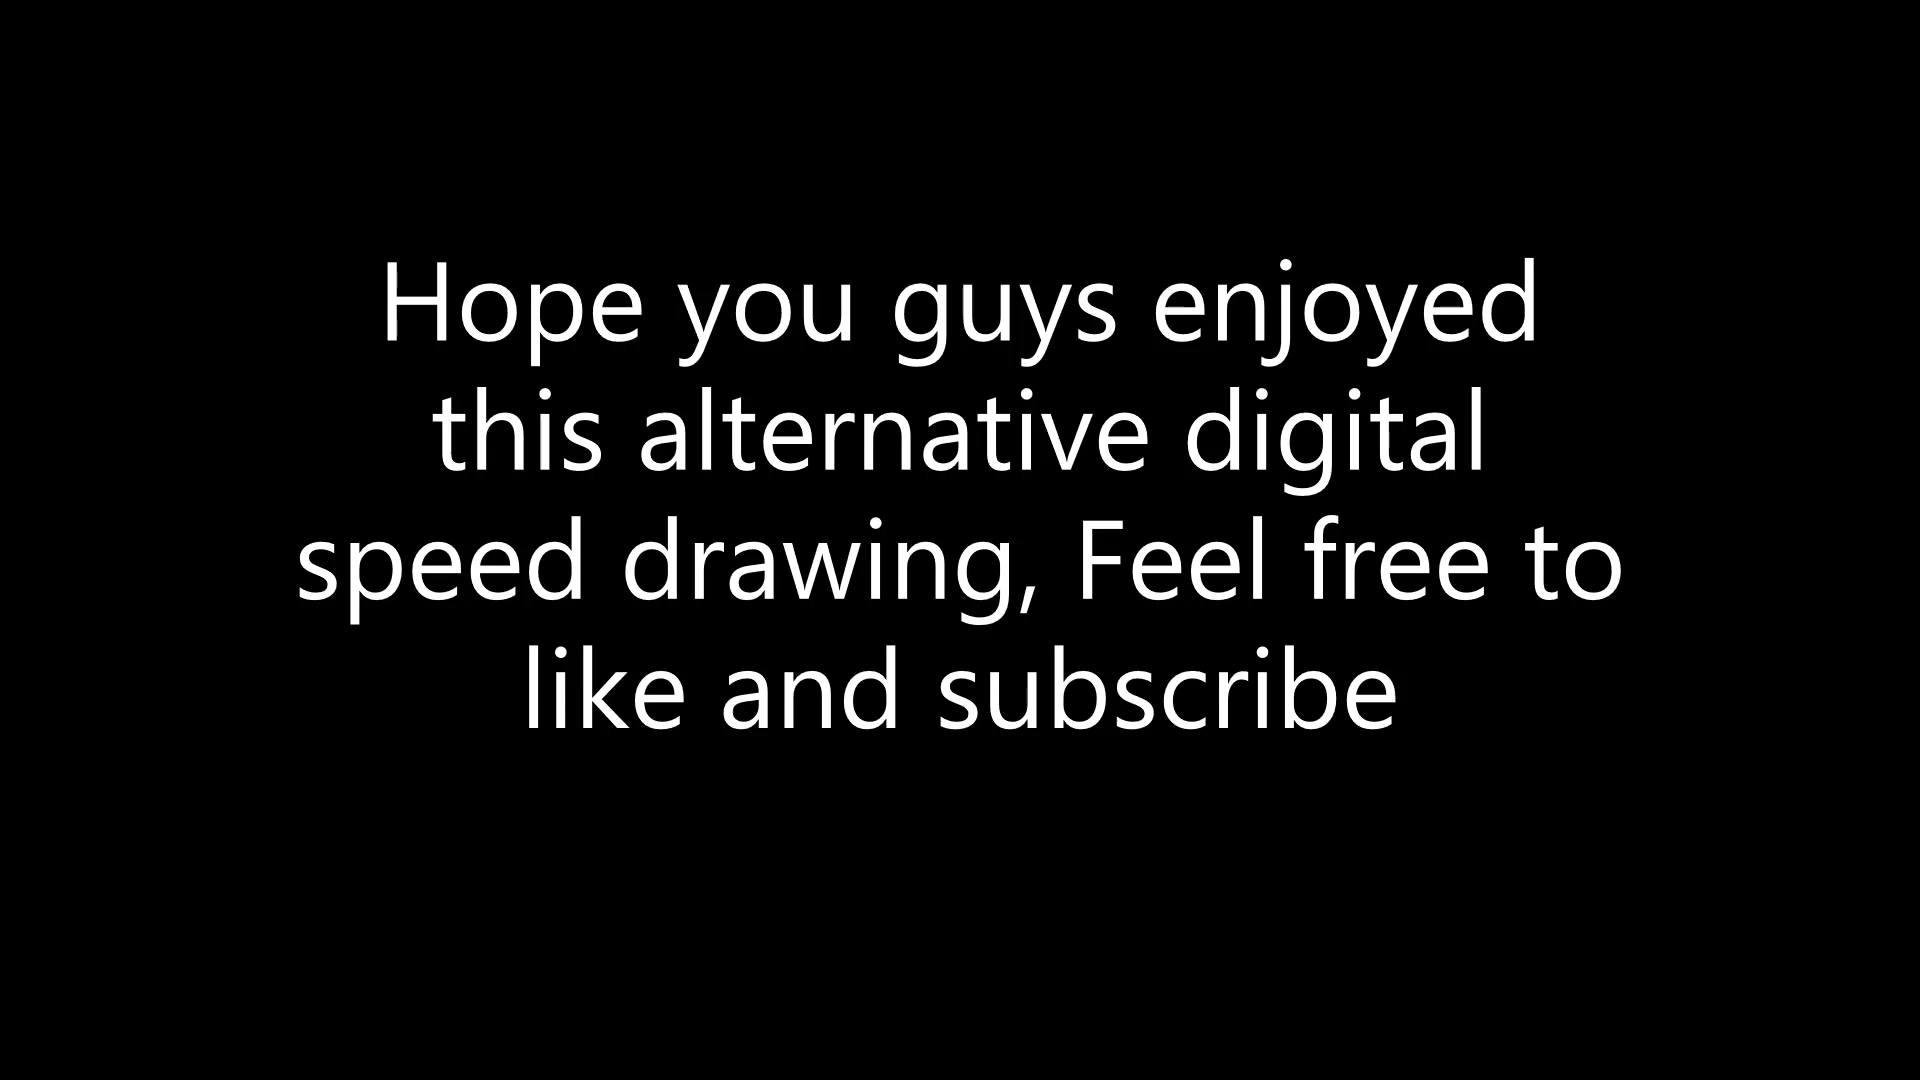 Hope you guys enjoyed
this alternative digital
speed drawing, Feel free to
like and subscribe